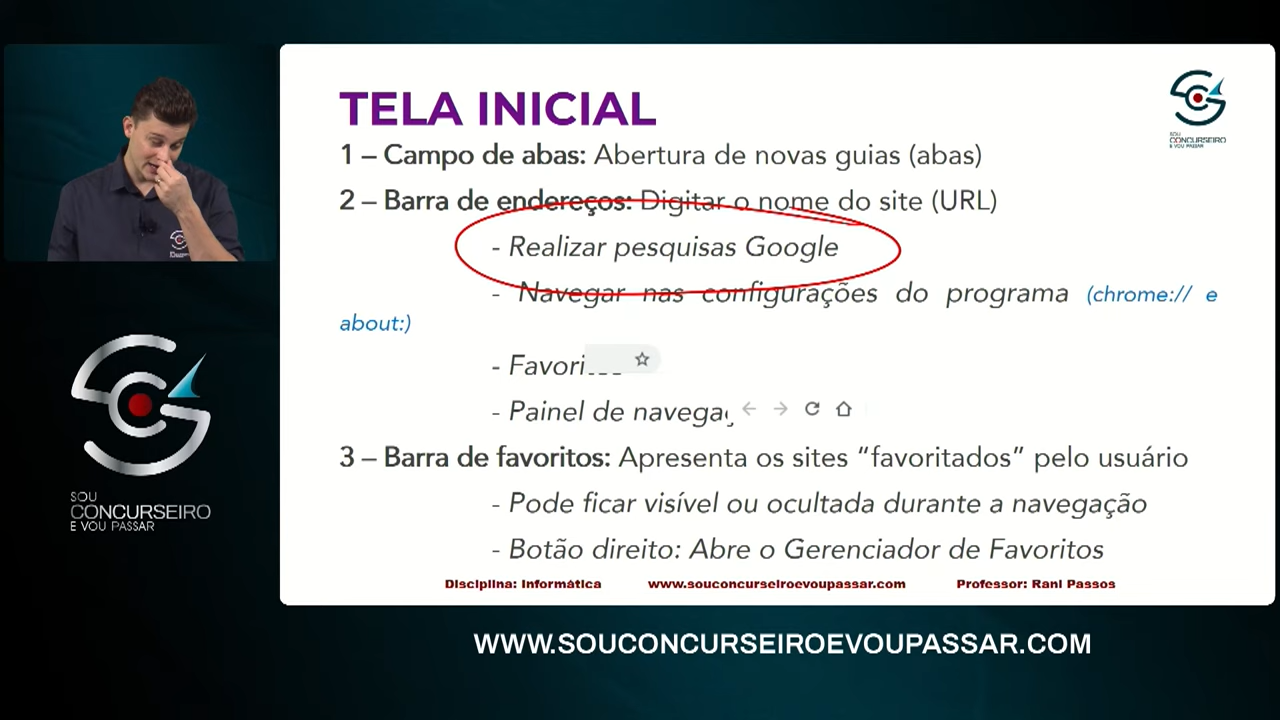 TELA INICIAL
1 – Campo de abas: Abertura de novas guias (abas)
2 – Barra de endereços: Digitar o nome do site (URL)
- Realizar pesquisas Google
- Navegar nas configurações do programa (chrome:// e
about:)
- Favoritos
- Painel de navegaç
3 – Barra de favoritos: Apresenta os sites “favoritados” pelo usuário
- Pode ficar visível ou ocultada durante a navegação
- Botão direito: Abre o Gerenciador de Favoritos
Disciplina: Informática www.souconcurseiroevoupassar.com Professor: Rani Passos
SOU
CONCURSEIRO
E VOU PASSAR
SOU
CONCURSEIRO
E VOU PASSAR
WWW.SOUCONCURSEIROEVOUPASSAR.COM